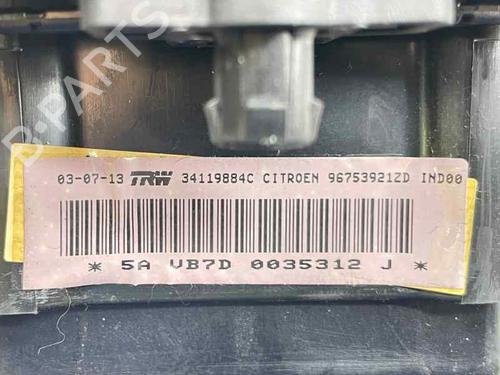 B-PARTS
03-07-13 TRW 34119884C CITROEN 96753921ZD IND00
* 5A VB7D 0035312 J *